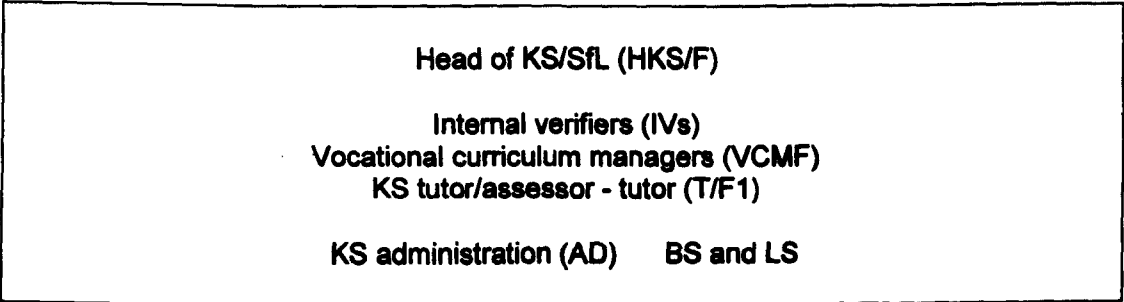 Head of KS/SfL (HKS/F)
Internal verifiers (IVs)
Vocational curriculum managers (VCMF)
KS tutor/assessor - tutor (T/F1)
KS administration (AD) BS and LS